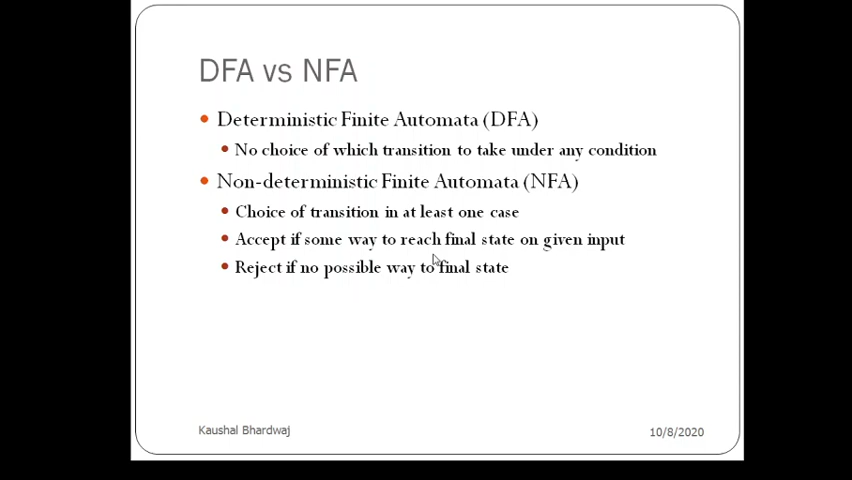 DFA vs NFA
Deterministic Finite Automata (DFA)
No choice of which transition to take under any condition
Non-deterministic Finite Automata (NFA)
Choice of transition in at least one case
Accept if some way to reach final state on given input
Reject if no possible way to final state
Kaushal Bhardwaj
10/8/2020